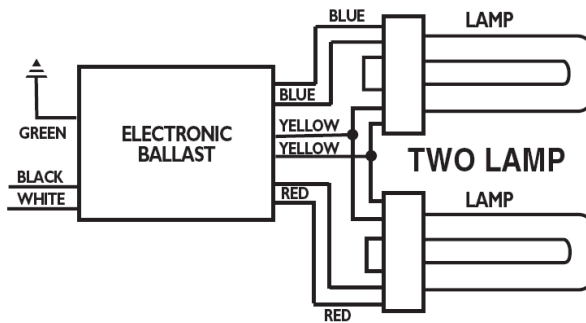 BLUE
LAMP
BLUE
GREEN
ELECTRONIC
BALLAST
YELLOW
YELLOW
TWO LAMP
BLACK
WHITE
RED
LAMP
RED